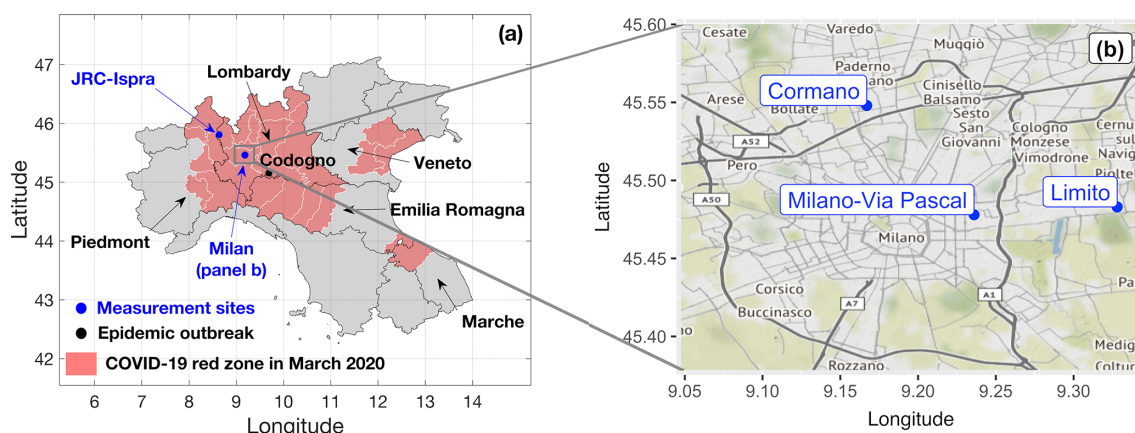 (a)
47
46
45
44
43
42
Latitude
6
7
8
9
10
11
12
13
14
Longitude
JRC-Ispra
Lombardy
Codogno
Veneto
Emilia Romagna
Piedmont
Milan
(panel b)
Marche
Measurement sites
Epidemic outbreak
COVID-19 red zone in March 2020
(b)
45.60
45.55
45.50
45.45
45.40
Latitude
9.05
9.10
9.15
9.20
9.25
9.30
Longitude
Cesate
Varedo
Muggiò
Paderno
Cormano
Cinisello
Balsamo
Arese
Bollate
Sesto
San
Giovanni
A52
Pero
Cologno
Monzese
Vimodrone
A50
Milano-Via Pascal
Limito
Milano
Corsico
Buccinasco
A7
A1
Rozzano